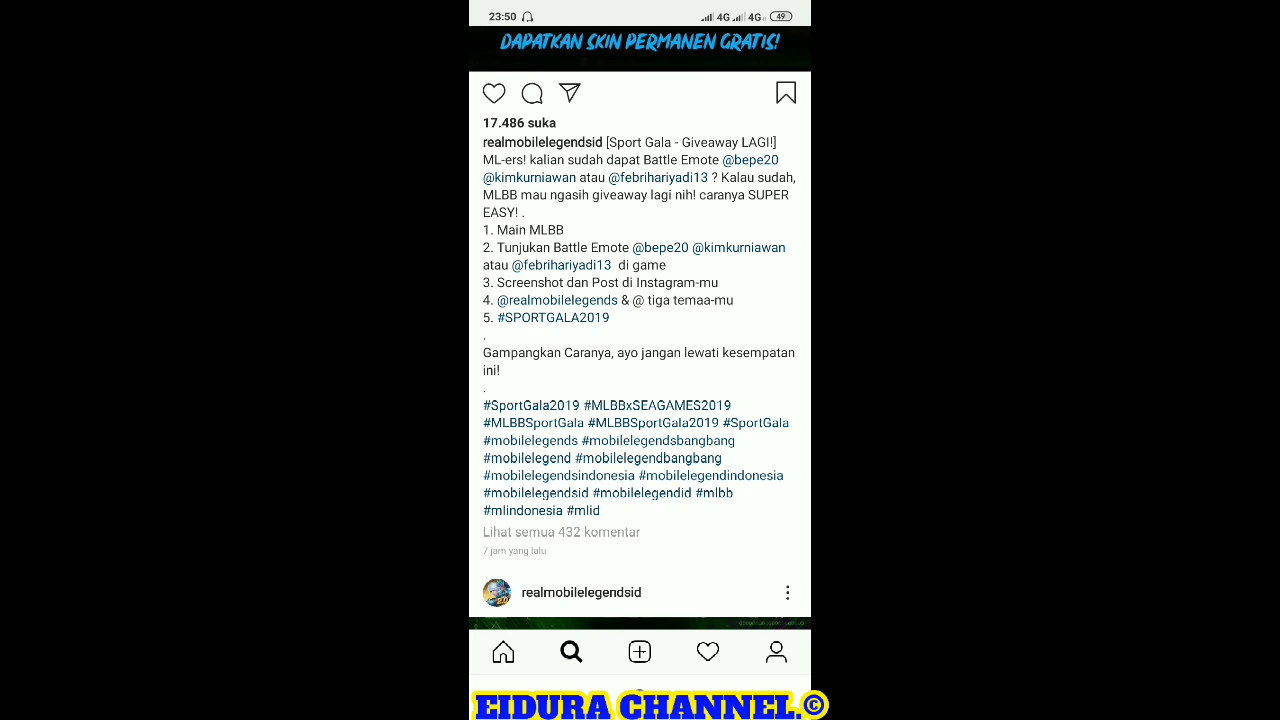 23:50
4G 4G 49
DAPATKAN SKIN PERMANEN GRATIS!
17.486 suka
realmobilelegendsid [Sport Gala - Giveaway LAGI!]
ML-ers! kalian sudah dapat Battle Emote @bepe20
@kimkurniawan atau @febrihariyadi13 ? Kalau sudah,
MLBB mau ngasih giveaway lagi nih! caranya SUPER
EASY! .
1. Main MLBB
2. Tunjukan Battle Emote @bepe20 @kimkurniawan
atau @febrihariyadi13 di game
3. Screenshot dan Post di Instagram-mu
4. @realmobilelegends & @ tiga temaa-mu
5. #SPORTGALA2019
.
Gampangkan Caranya, ayo jangan lewati kesempatan
ini!
.
#SportGala2019 #MLBBxSEAGAMES2019
#MLBBSportGala #MLBBSportGala2019 #SportGala
#mobilelegends #mobilelegendsbangbang
#mobilelegend #mobilelegendbangbang
#mobilelegendsindonesia #mobilelegendindonesia
#mobilelegendsid #mobilelegendid #mlbb
#mlindonesia #mlid
Lihat semua 432 komentar
7 jam yang lalu
realmobilelegendsid
EIDURA CHANNEL.©